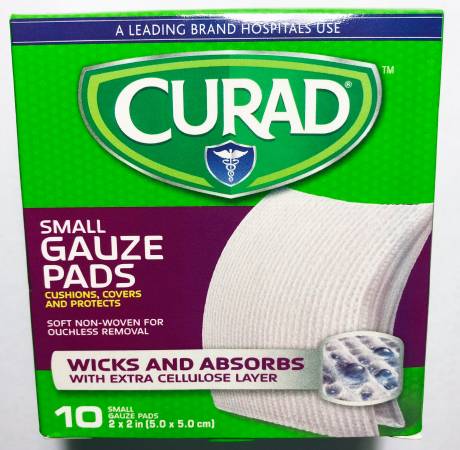 A LEADING BRAND HOSPITALS USE
CURAD®
™
SMALL
GAUZE
PADS
CUSHIONS, COVERS
AND PROTECTS
SOFT NON-WOVEN FOR
OUCHLESS REMOVAL
WICKS AND ABSORBS
WITH EXTRA CELLULOSE LAYER
10 SMALL
GAUZE PADS
2 x 2 in (5.0 x 5.0 cm)